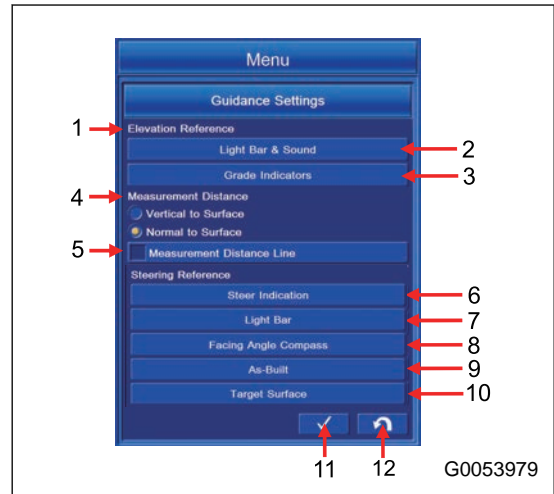 Menu
Guidance Settings
1
Elevation Reference
Light Bar & Sound
2
Grade Indicators
3
4
Measurement Distance
Vertical to Surface
Normal to Surface
5
Measurement Distance Line
Steering Reference
Steer Indication
6
Light Bar
7
Facing Angle Compass
8
As-Built
9
Target Surface
10
11
12
G0053979